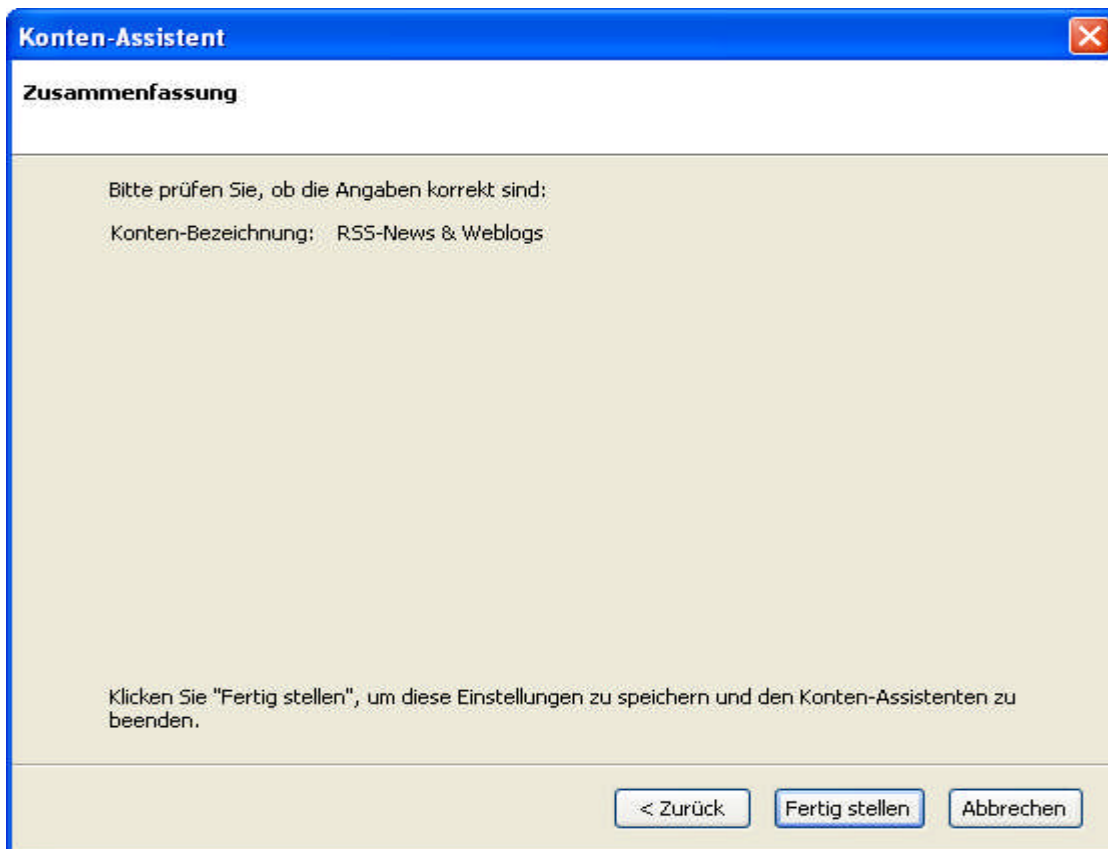 Konten-Assistent
Zusammenfassung
Bitte prüfen Sie, ob die Angaben korrekt sind:
Konten-Bezeichnung: RSS-News & Weblogs
Klicken Sie "Fertig stellen", um diese Einstellungen zu speichern und den Konten-Assistenten zu
beenden.
< Zurück Fertig stellen Abbrechen